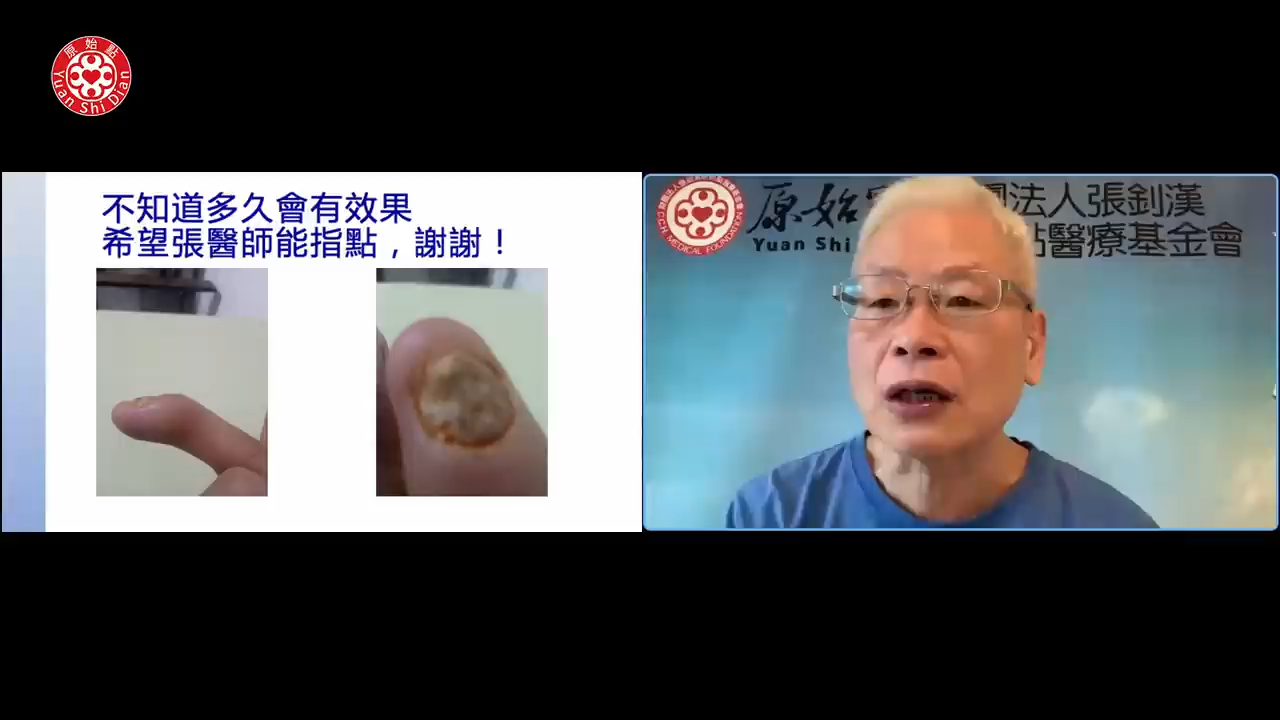 原始點
Yuan Shi Dian
不知道多久會有效果
希望張醫師能指點，謝謝！
原始
團法人張釗漢
Yuan Shi
點醫療基金會
C.C.H. MEDICAL FOUNDATION